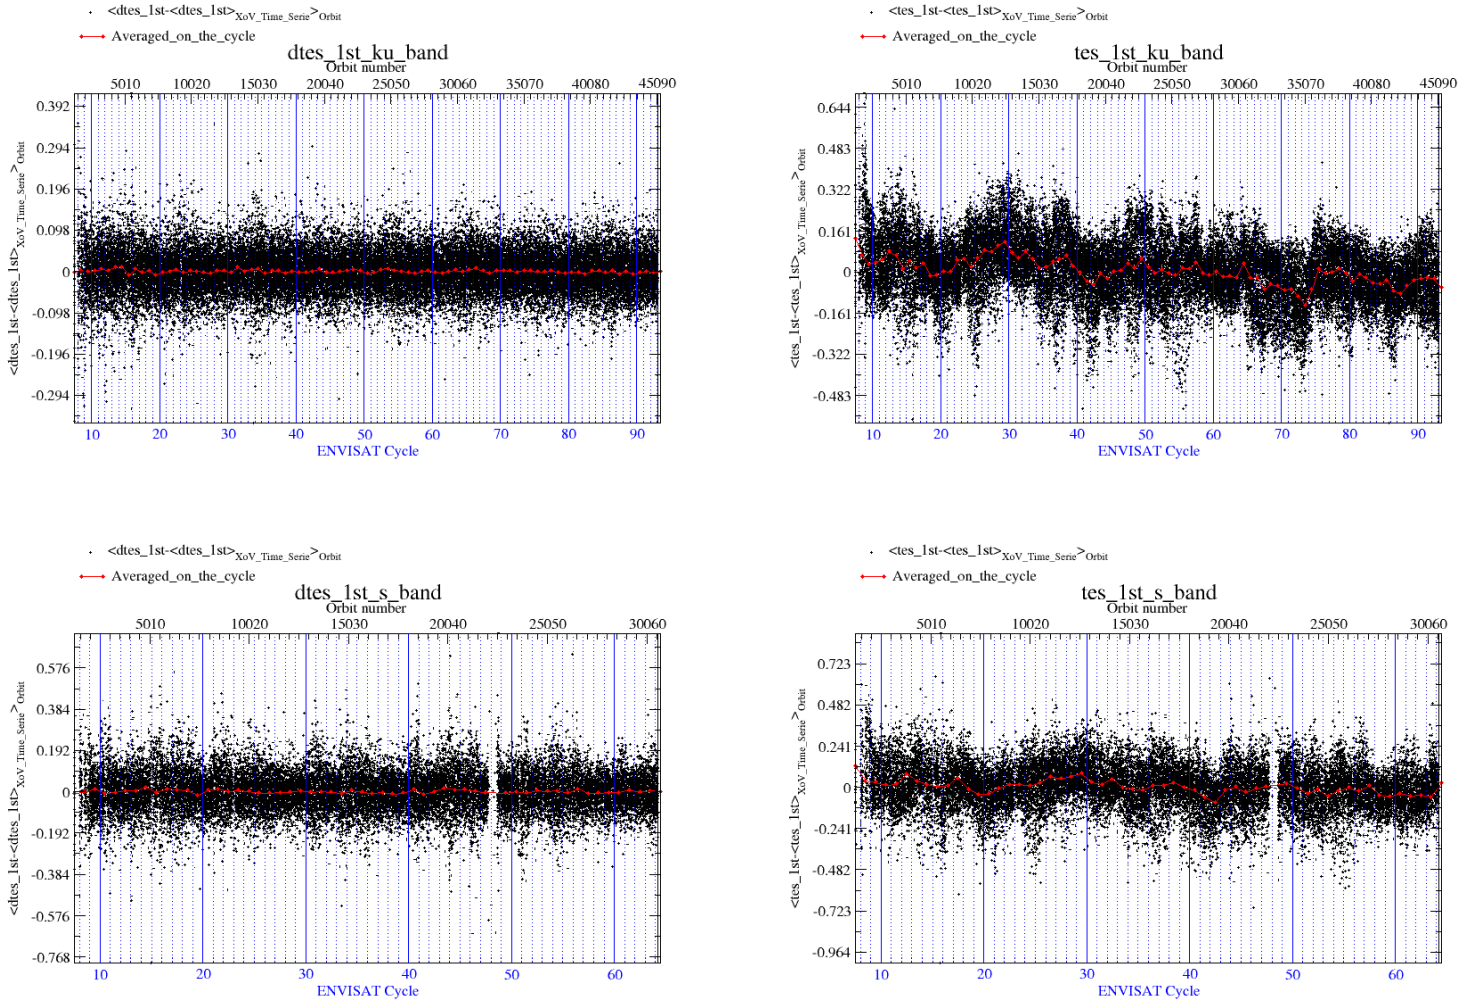 <dtes_1st-<dtes_1st>XoV_Time_Serie>Orbit
Averaged_on_the_cycle
dtes_1st_ku_band
Orbit number
5010 10020 15030 20040 25050 30060 35070 40080 45090
0.392
0.294
0.196
0.098
0
-0.098
-0.196
-0.294
<dtes_1st-<dtes_1st>XoV_Time_Serie>Orbit
10 20 30 40 50 60 70 80 90
ENVISAT Cycle
<tes_1st-<tes_1st>XoV_Time_Serie>Orbit
Averaged_on_the_cycle
tes_1st_ku_band
Orbit number
5010 10020 15030 20040 25050 30060 35070 40080 45090
0.644
0.483
0.322
0.161
0
-0.161
-0.322
-0.483
<tes_1st-<tes_1st>XoV_Time_Serie>Orbit
10 20 30 40 50 60 70 80 90
ENVISAT Cycle
<dtes_1st-<dtes_1st>XoV_Time_Serie>Orbit
Averaged_on_the_cycle
dtes_1st_s_band
Orbit number
5010 10020 15030 20040 25050 30060
0.576
0.384
0.192
0
-0.192
-0.384
-0.576
-0.768
<dtes_1st-<dtes_1st>XoV_Time_Serie>Orbit
10 20 30 40 50 60
ENVISAT Cycle
<tes_1st-<tes_1st>XoV_Time_Serie>Orbit
Averaged_on_the_cycle
tes_1st_s_band
Orbit number
5010 10020 15030 20040 25050 30060
0.723
0.482
0.241
0
-0.241
-0.482
-0.723
-0.964
<tes_1st-<tes_1st>XoV_Time_Serie>Orbit
10 20 30 40 50 60
ENVISAT Cycle